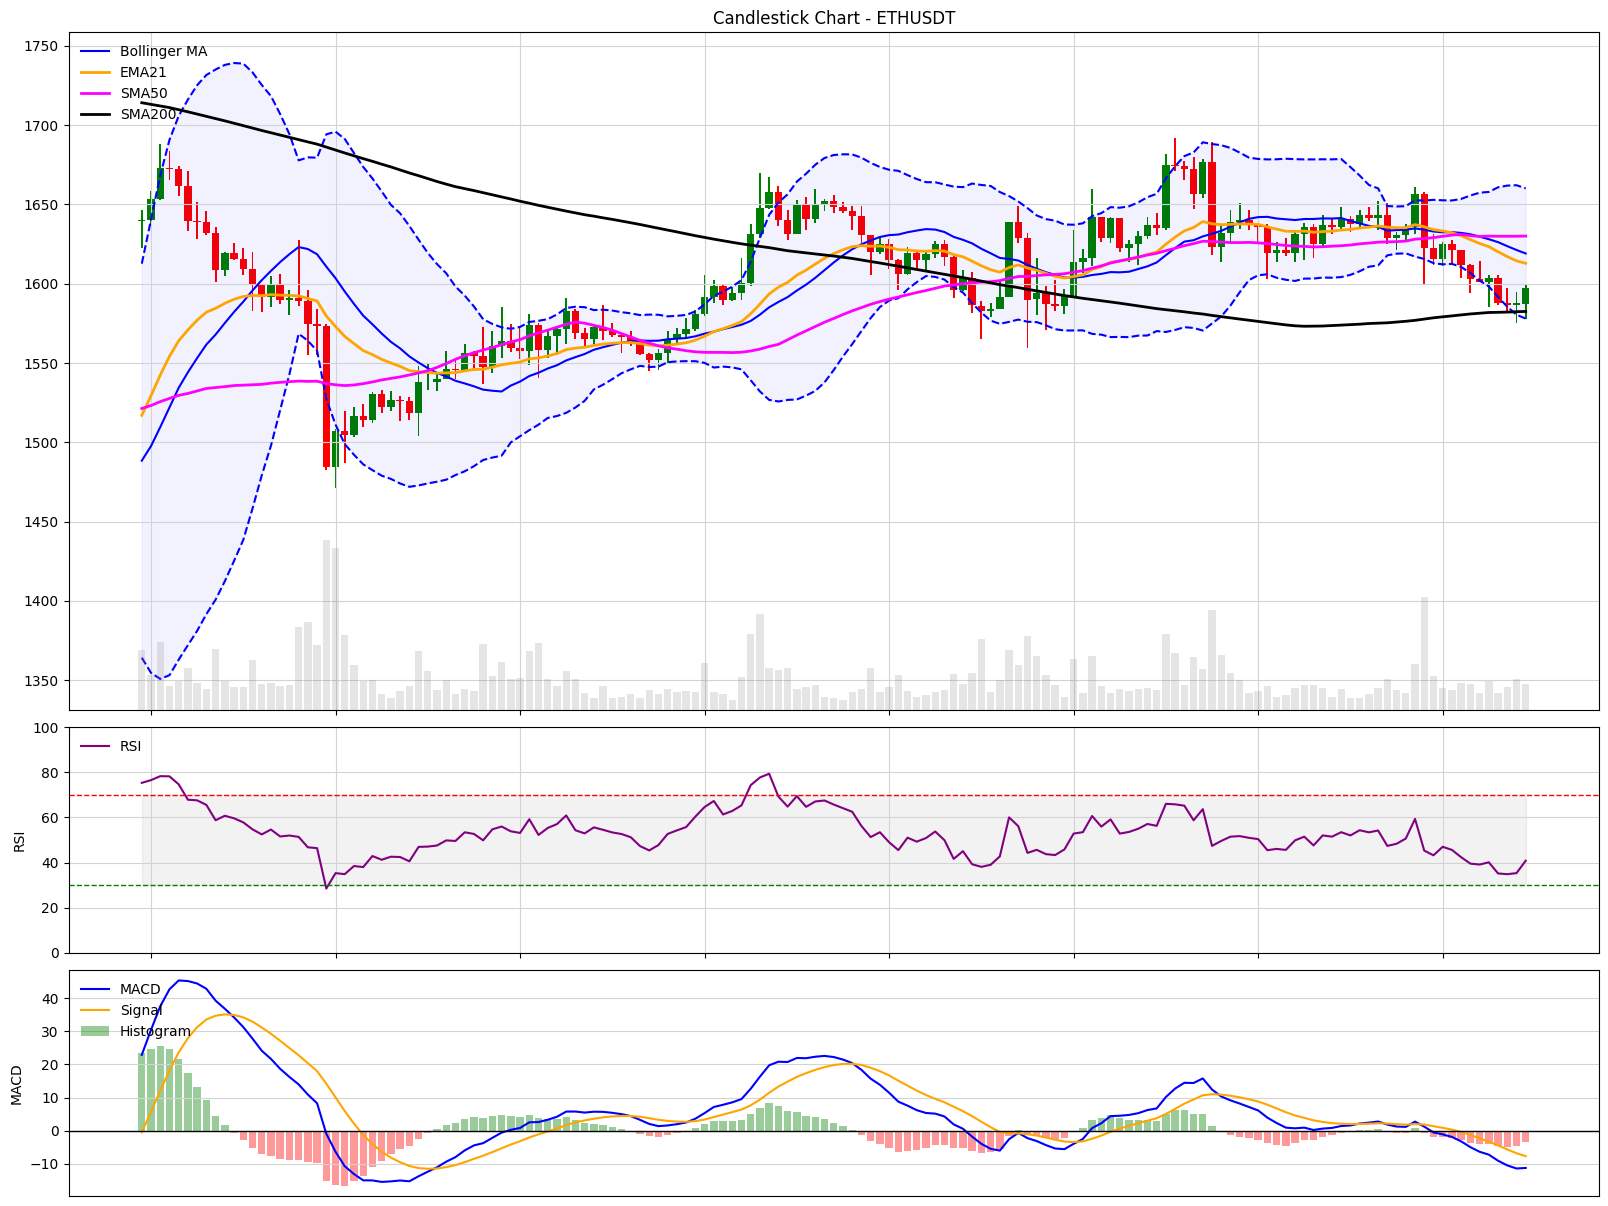 Candlestick Chart - ETHUSDT
1750
1700
1650
1600
1550
1500
1450
1400
1350
Bollinger MA
EMA21
SMA50
SMA200
100
80
60
40
20
0
RSI
RSI
40
30
20
10
0
−10
MACD
MACD
Signal
Histogram